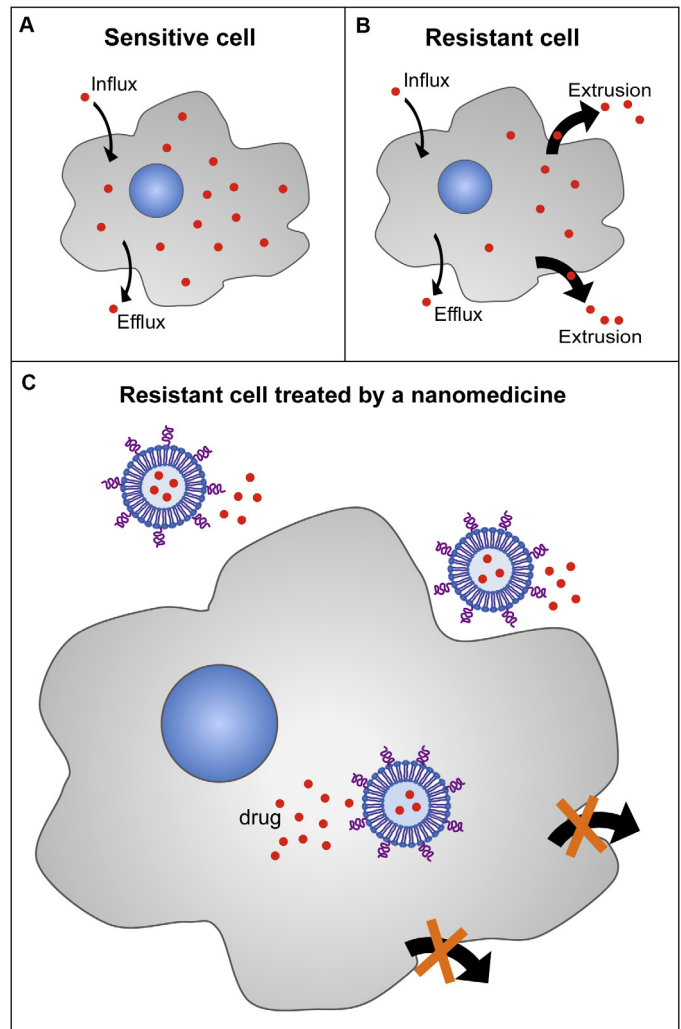 A
Sensitive cell
Influx
Efflux
B
Resistant cell
Influx
Extrusion
Efflux
Extrusion
C
Resistant cell treated by a nanomedicine
drug